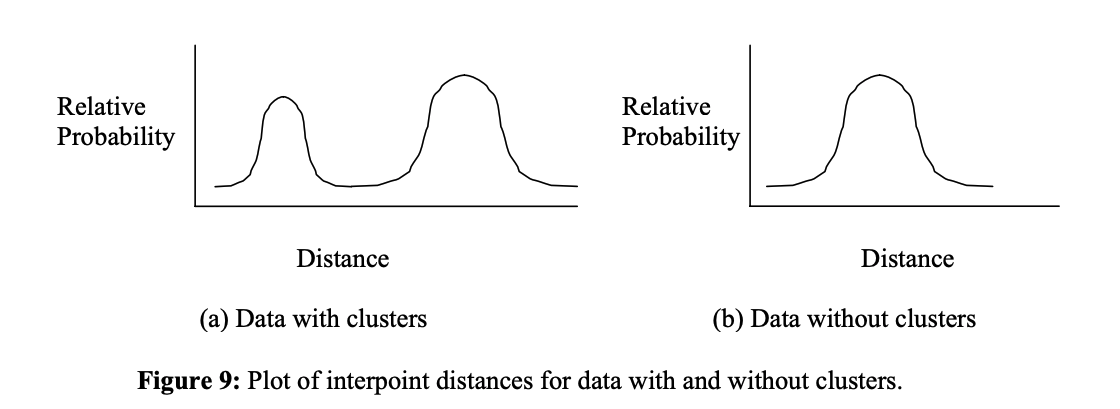 Relative
Probability
Distance
(a) Data with clusters
Relative
Probability
Distance
(b) Data without clusters
Figure 9: Plot of interpoint distances for data with and without clusters.